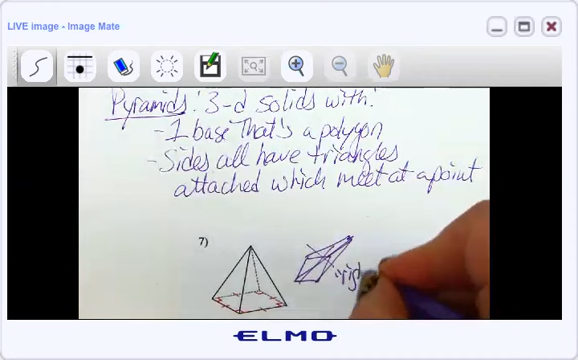 LIVE image - Image Mate
Pyramids: 3-d solids with:
- 1 base that's a polygon
- Sides all have triangles
attached which meet at a point
7)
ELMO